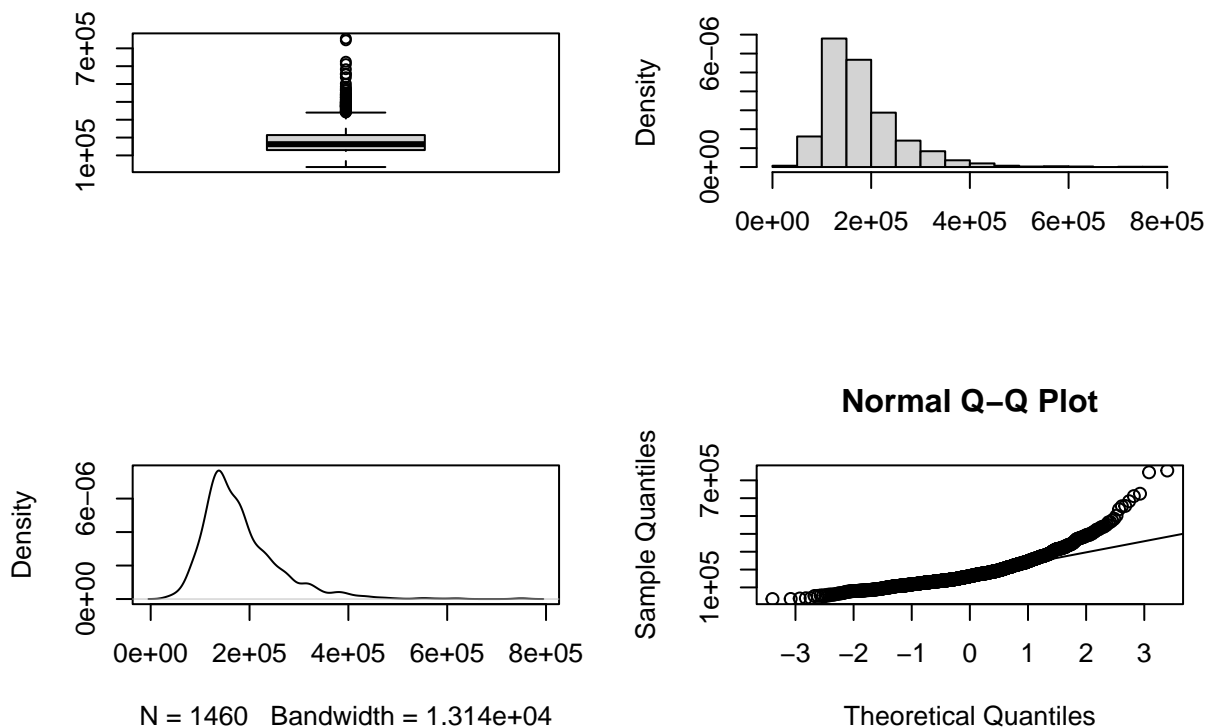 1e+05 7e+05
Density
0e+00 6e−06
0e+00 2e+05 4e+05 6e+05 8e+05
Density
0e+00 6e−06
0e+00 2e+05 4e+05 6e+05 8e+05
N = 1460 Bandwidth = 1.314e+04
Normal Q−Q Plot
Sample Quantiles
1e+05 7e+05
−3 −2 −1 0 1 2 3
Theoretical Quantiles